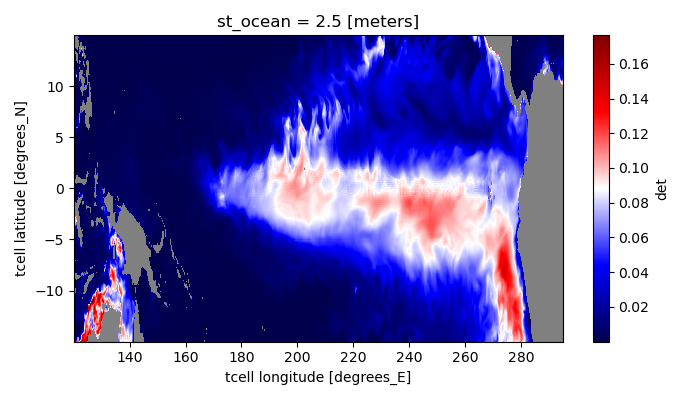 st_ocean = 2.5 [meters]
10
5
0
−5
−10
tcell latitude [degrees_N]
140 160 180 200 220 240 260 280
tcell longitude [degrees_E]
0.16
0.14
0.12
0.10
0.08
0.06
0.04
0.02
det